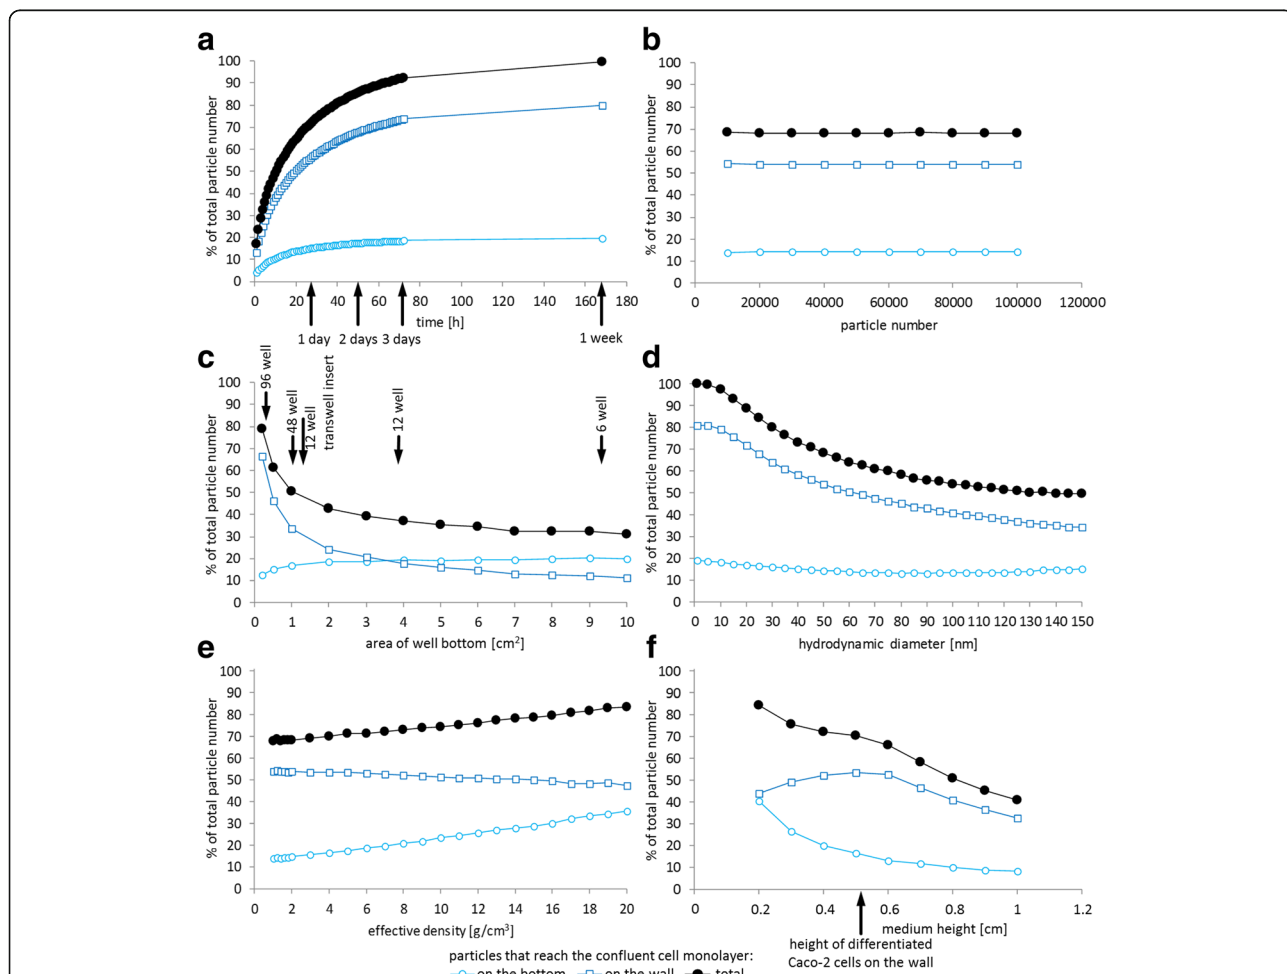 a
100
90
80
70
60
50
40
30
20
10
0
% of total particle number
0 20 40 60 80 100 120 140 160 180
time [h]
1 day 2 days 3 days 1 week
b
100
90
80
70
60
50
40
30
20
10
0
% of total particle number
0 20000 40000 60000 80000 100000 120000
particle number
c
100
90
80
70
60
50
40
30
20
10
0
% of total particle number
96 well
48 well
12 well
transwell insert
12 well
6 well
0 1 2 3 4 5 6 7 8 9 10
area of well bottom [cm²]
d
100
90
80
70
60
50
40
30
20
10
0
% of total particle number
0 10 20 30 40 50 60 70 80 90 100 110 120 130 140 150
hydrodynamic diameter [nm]
e
100
90
80
70
60
50
40
30
20
10
0
% of total particle number
0 2 4 6 8 10 12 14 16 18 20
effective density [g/cm³]
f
100
90
80
70
60
50
40
30
20
10
0
% of total particle number
0 0.2 0.4 0.6 0.8 1 1.2
medium height [cm]
height of differentiated
Caco-2 cells on the wall
particles that reach the confluent cell monolayer:
on the bottom on the wall total